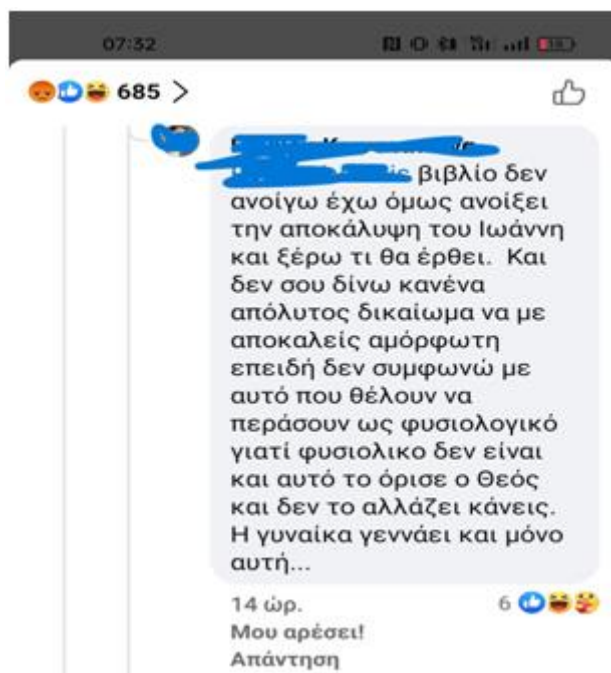 07:32
685 >
βιβλίο δεν
ανοίγω έχω όμως ανοίξει
την αποκάλυψη του Ιωάννη
και ξέρω τι θα έρθει. Και
δεν σου δίνω κανένα
απόλυτος δικαίωμα να με
αποκαλείς αμόρφωτη
επειδή δεν συμφωνώ με
αυτό που θέλουν να
περάσουν ως φυσιολογικό
γιατί φυσιολικο δεν είναι
και αυτό το όρισε ο Θεός
και δεν το αλλάζει κάνεις.
Η γυναίκα γεννάει και μόνο
αυτή...
14 ώρ. 6
Μου αρέσει!
Απάντηση